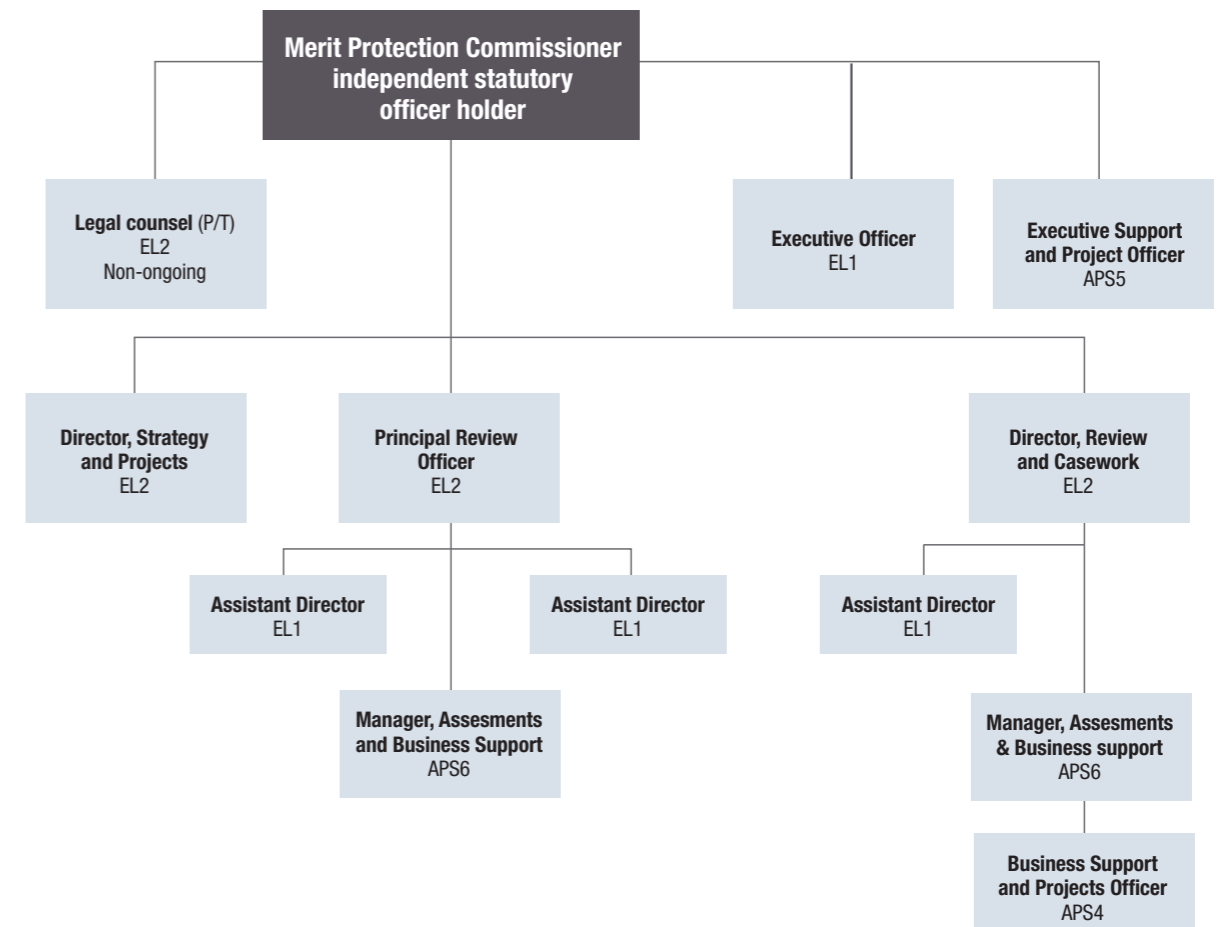 Merit Protection Commissioner
independent statutory
officer holder
Legal counsel (P/T)
EL2
Non-ongoing
Executive Officer
EL1
Executive Support
and Project Officer
APS5
Director, Strategy
and Projects
EL2
Principal Review
Officer
EL2
Director, Review
and Casework
EL2
Assistant Director
EL1
Assistant Director
EL1
Assistant Director
EL1
Manager, Assesments
and Business Support
APS6
Manager, Assesments
& Business support
APS6
Business Support
and Projects Officer
APS4